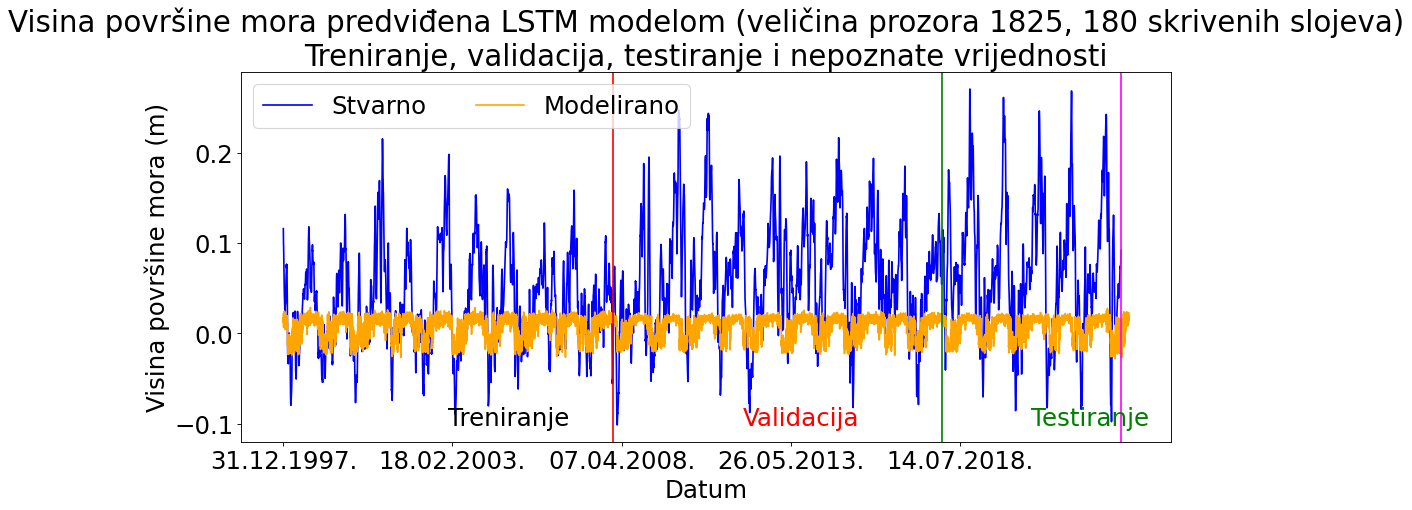 Visina površine mora predviđena LSTM modelom (veličina prozora 1825, 180 skrivenih slojeva)
Treniranje, validacija, testiranje i nepoznate vrijednosti
Stvarno Modelirano
Visina površine mora (m)
0.2
0.1
0.0
−0.1
Treniranje Validacija Testiranje
31.12.1997. 18.02.2003. 07.04.2008. 26.05.2013. 14.07.2018.
Datum